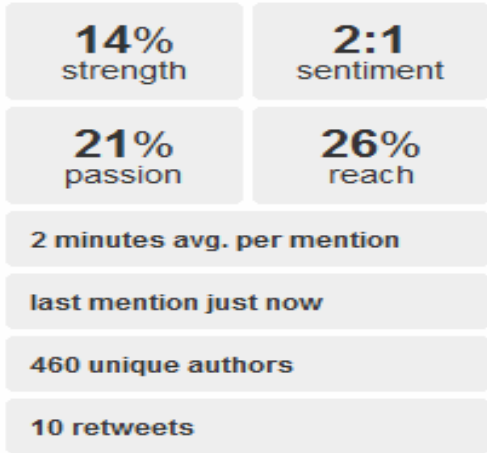 14%
strength
2:1
sentiment
21%
passion
26%
reach
2 minutes avg. per mention
last mention just now
460 unique authors
10 retweets